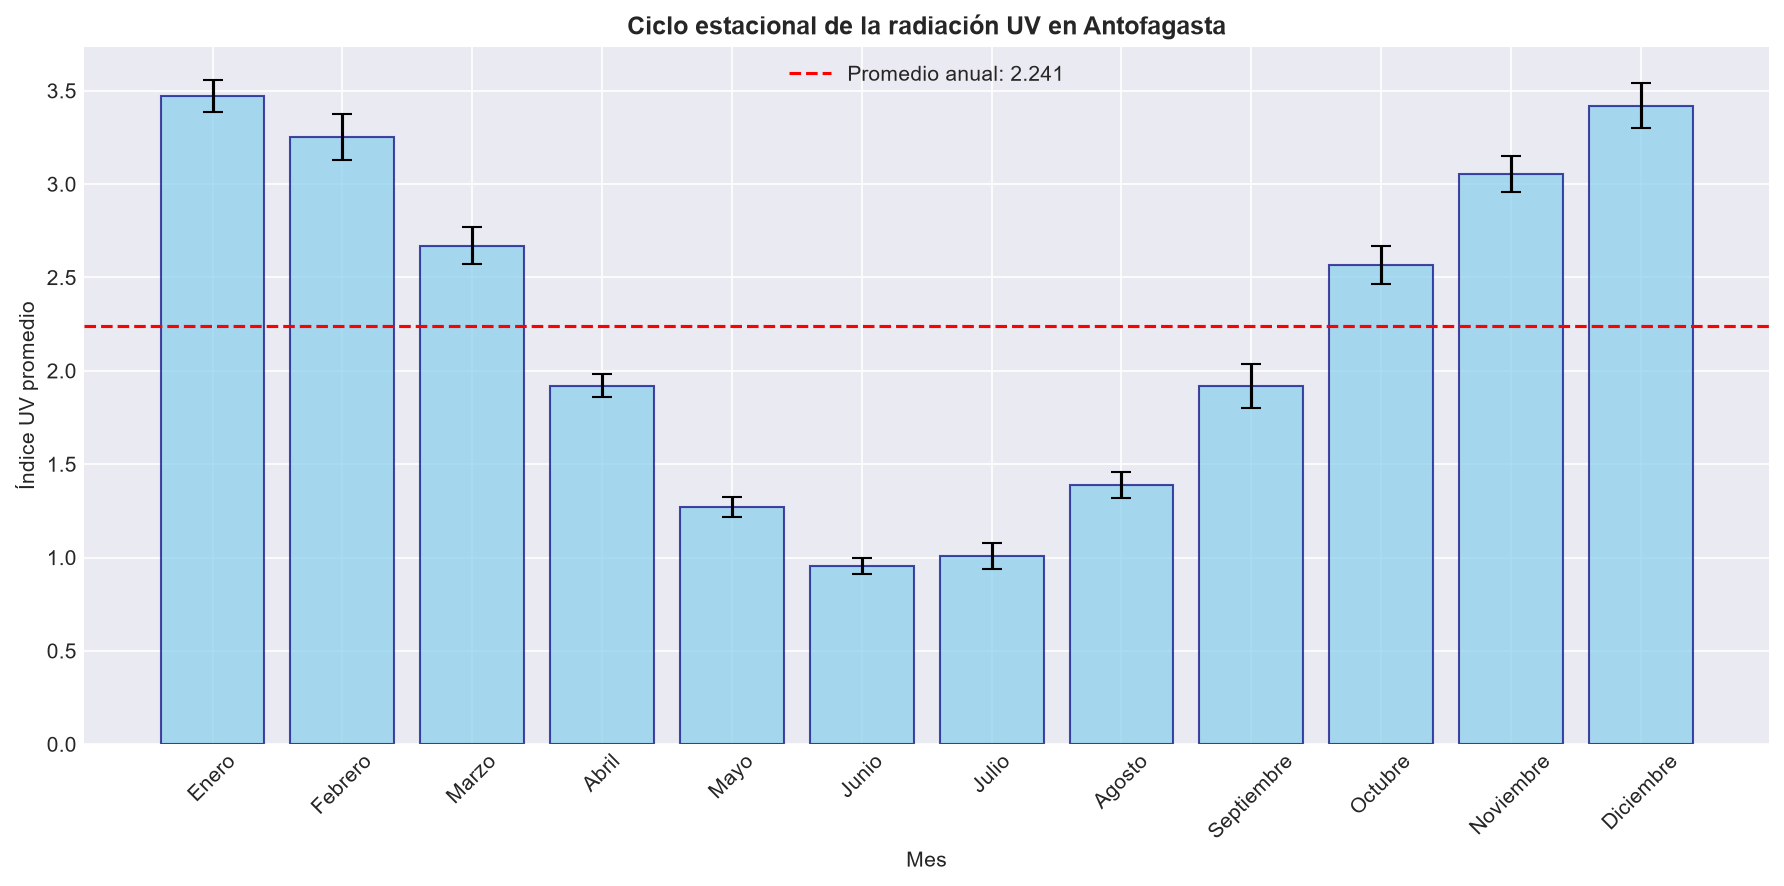 Ciclo estacional de la radiación UV en Antofagasta
Promedio anual: 2.241
Índice UV promedio
3.5
3.0
2.5
2.0
1.5
1.0
0.5
0.0
Enero
Febrero
Marzo
Abril
Mayo
Junio
Julio
Agosto
Septiembre
Octubre
Noviembre
Diciembre
Mes